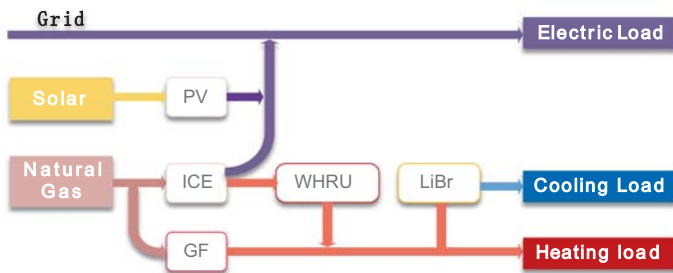 Grid
Electric Load
Solar
PV
Natural
Gas
ICE
WHRU
LiBr
Cooling Load
GF
Heating load